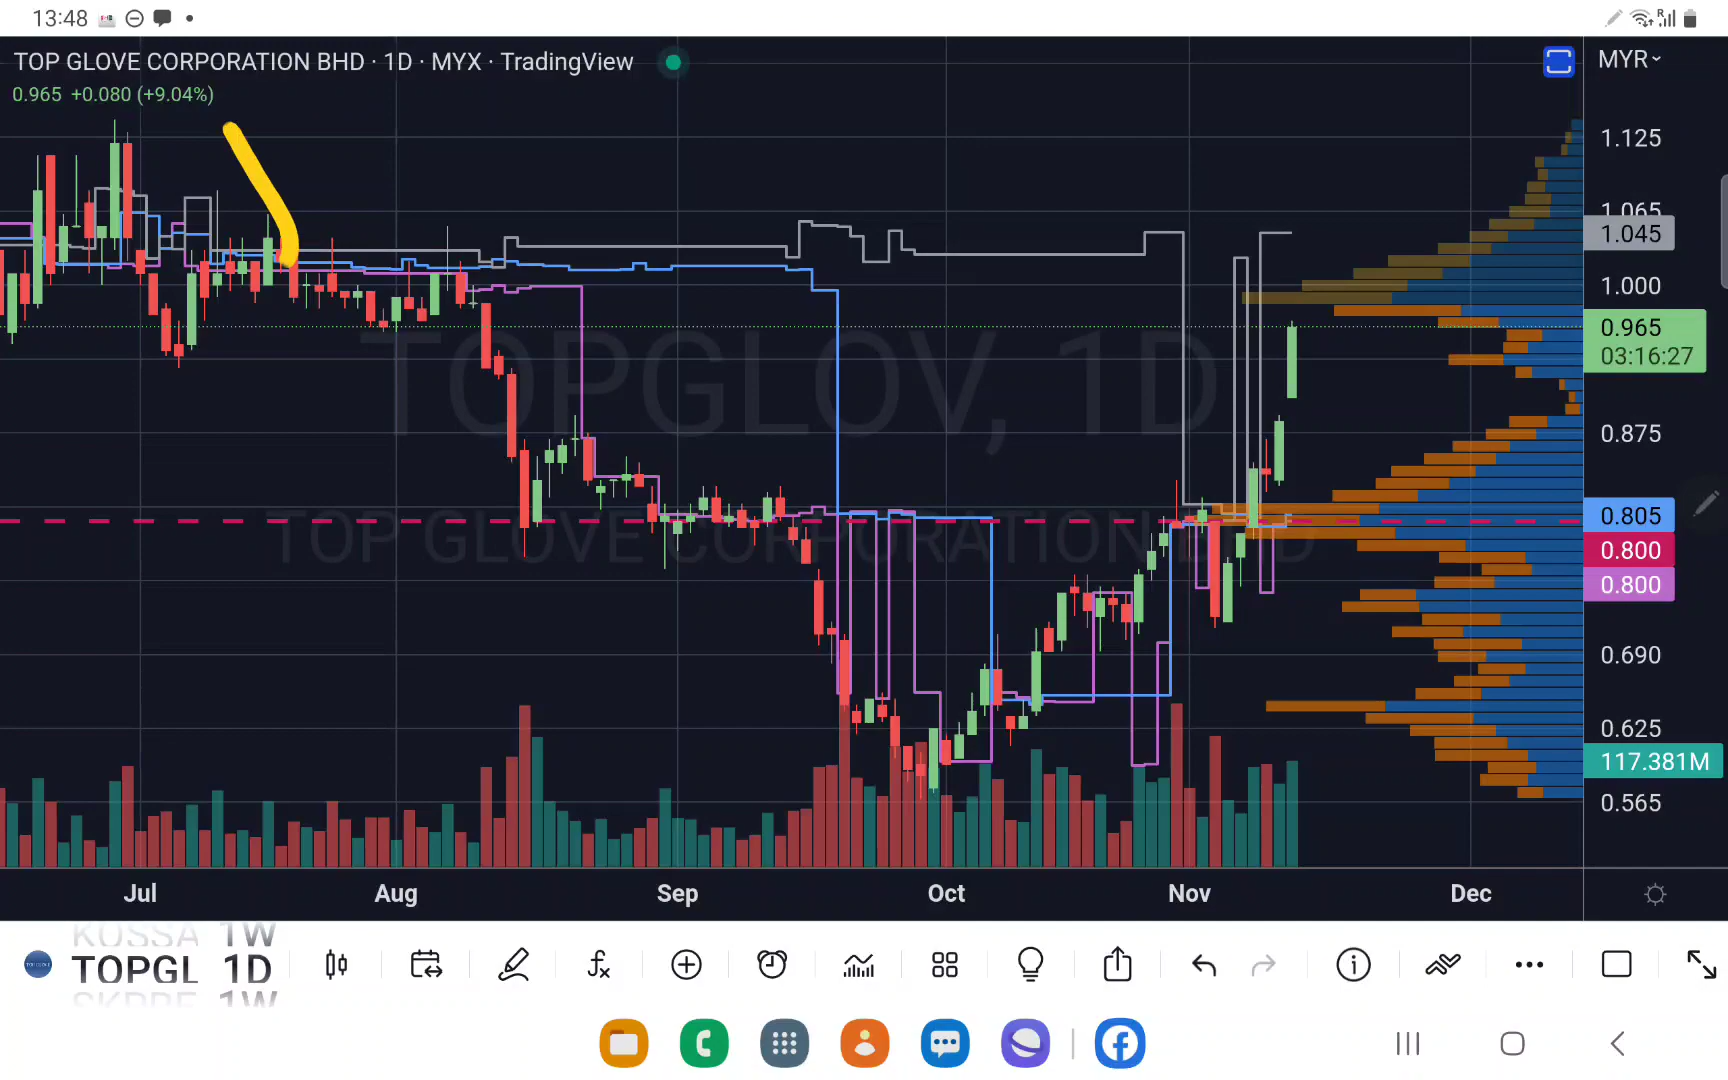 13:48
TOP GLOVE CORPORATION BHD · 1D · MYX · TradingView
0.965 +0.080 (+9.04%)
MYR
1.125
1.065
1.045
1.000
0.965
03:16:27
TOPGLOV, 1D
0.875
0.805
TOP GLOVE CORPORATION BHD
0.800
0.800
0.690
0.625
117.381M
0.565
Jul Aug Sep Oct Nov Dec
KOSSA 1W
TOPGL 1D
SKPRE 1W